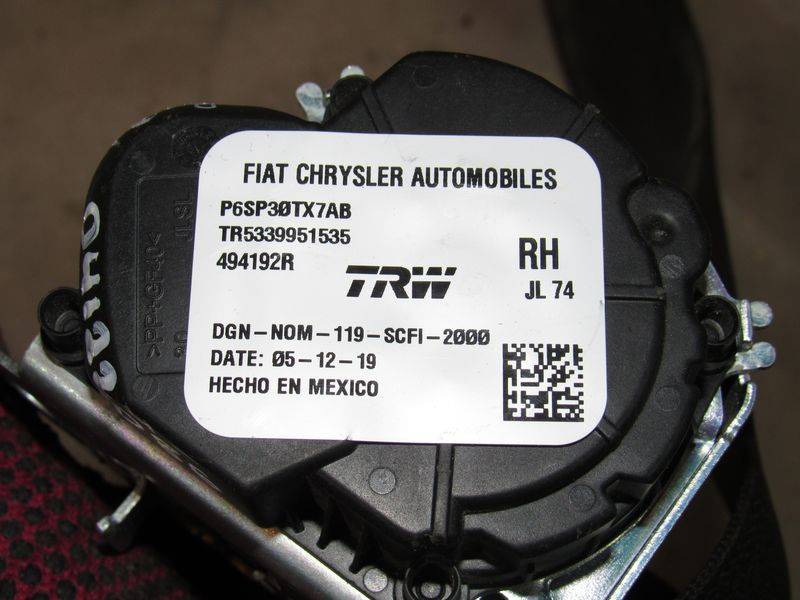 FIAT CHRYSLER AUTOMOBILES
P6SP30TX7AB
TR5339951535
494192R
TRW
RH
JL 74
DGN-NOM-119-SCFI-2000
DATE: 05-12-19
HECHO EN MEXICO
JLSL